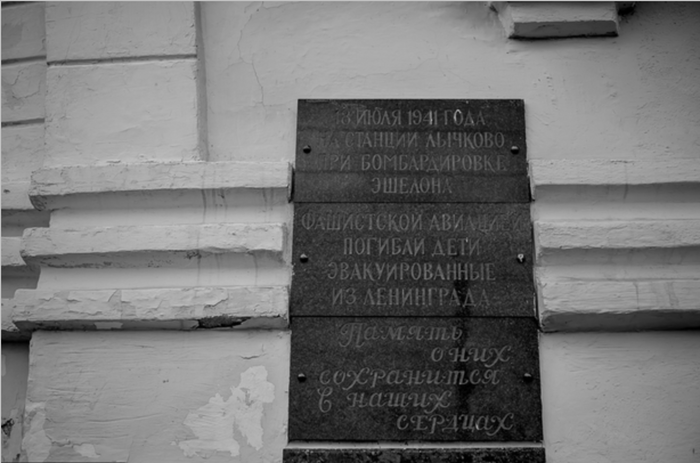 18 ИЮЛЯ 1941 ГОДА
НА СТАНЦИИ ЛЫЧКОВО
ПРИ БОМБАРДИРОВКЕ
ЭШЕЛОНА
ФАШИСТСКОЙ АВИАЦИЕЙ
ПОГИБЛИ ДЕТИ
ЭВАКУИРОВАННЫЕ
ИЗ ЛЕНИНГРАДА
Память
о них
сохранится
в наших
сердцах